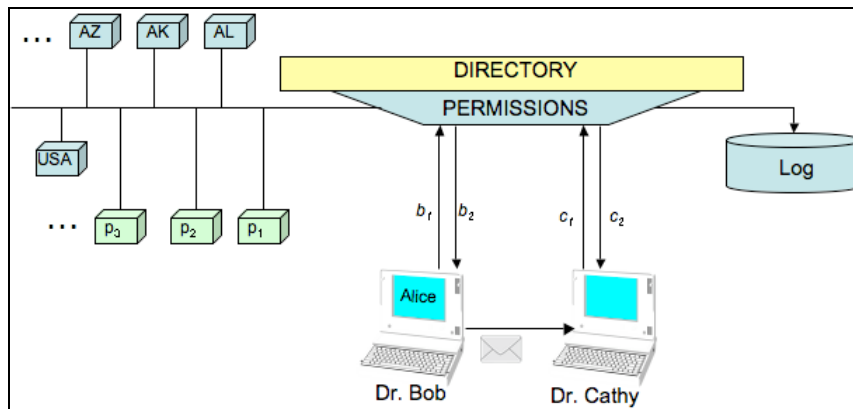 ... AZ AK AL
DIRECTORY
PERMISSIONS
USA
Log
... p3 p2 p1
b1 b2 c1 c2
Alice
Dr. Bob Dr. Cathy